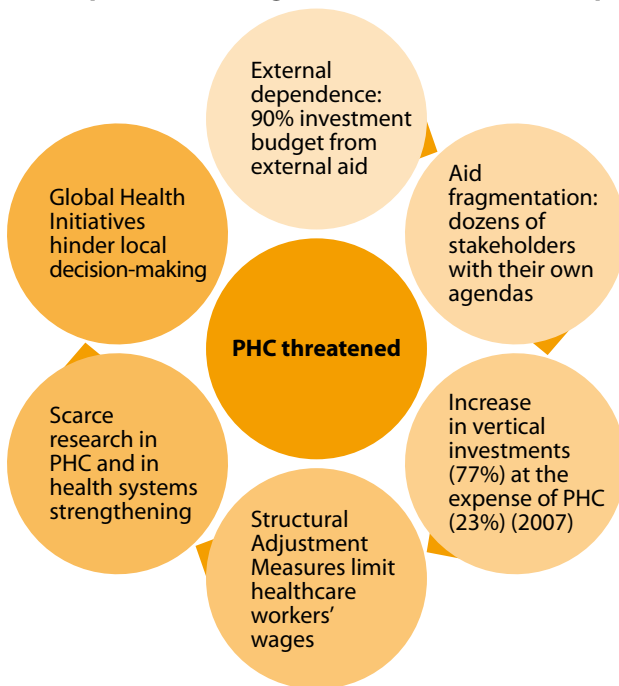 External
dependence:
90% investment
budget from
external aid
Aid
fragmentation:
dozens of
stakeholders
with their own
agendas
Increase
in vertical
investments
(77%) at the
expense of PHC
(23%) (2007)
Structural
Adjustment
Measures limit
healthcare
workers’
wages
Scarce
research in
PHC and in
health systems
strengthening
Global Health
Initiatives
hinder local
decision-making
PHC threatened